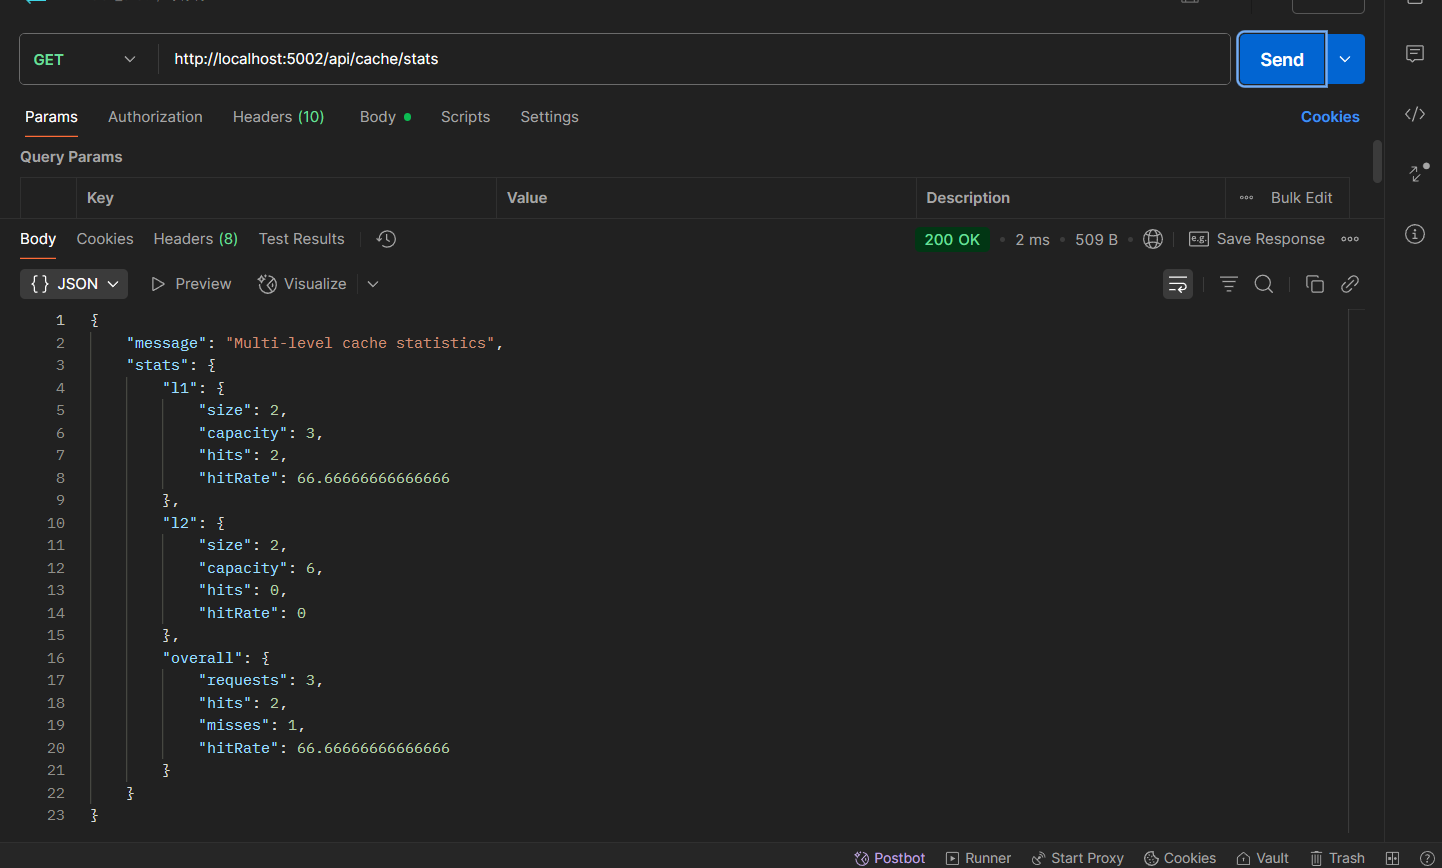 GET
http://localhost:5002/api/cache/stats
Send
Params Authorization Headers (10) Body Scripts Settings Cookies
Query Params
Key Value Description Bulk Edit
Body Cookies Headers (8) Test Results 200 OK 2 ms 509 B e.g. Save Response
{} JSON Preview Visualize
1 {
2 "message": "Multi-level cache statistics",
3 "stats": {
4 "l1": {
5 "size": 2,
6 "capacity": 3,
7 "hits": 2,
8 "hitRate": 66.66666666666666
9 },
10 "l2": {
11 "size": 2,
12 "capacity": 6,
13 "hits": 0,
14 "hitRate": 0
15 },
16 "overall": {
17 "requests": 3,
18 "hits": 2,
19 "misses": 1,
20 "hitRate": 66.66666666666666
21 }
22 }
23 }
Postbot Runner Start Proxy Cookies Vault Trash